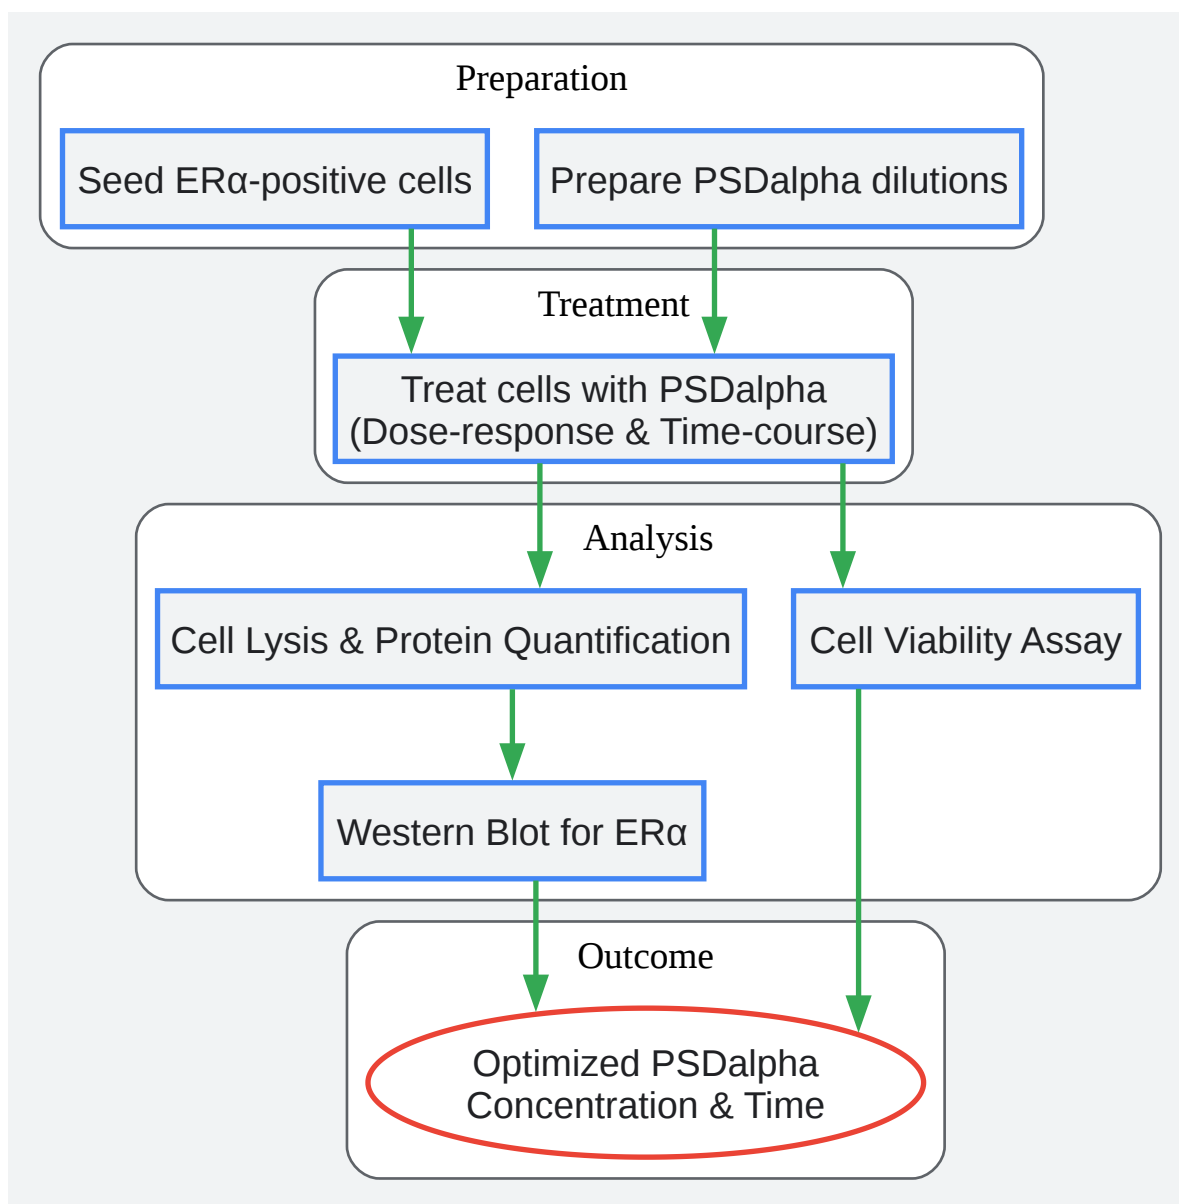 Preparation
Seed ERα-positive cells
Prepare PSDalpha dilutions
Treatment
Treat cells with PSDalpha
(Dose-response & Time-course)
Analysis
Cell Lysis & Protein Quantification
Cell Viability Assay
Western Blot for ERα
Outcome
Optimized PSDalpha
Concentration & Time